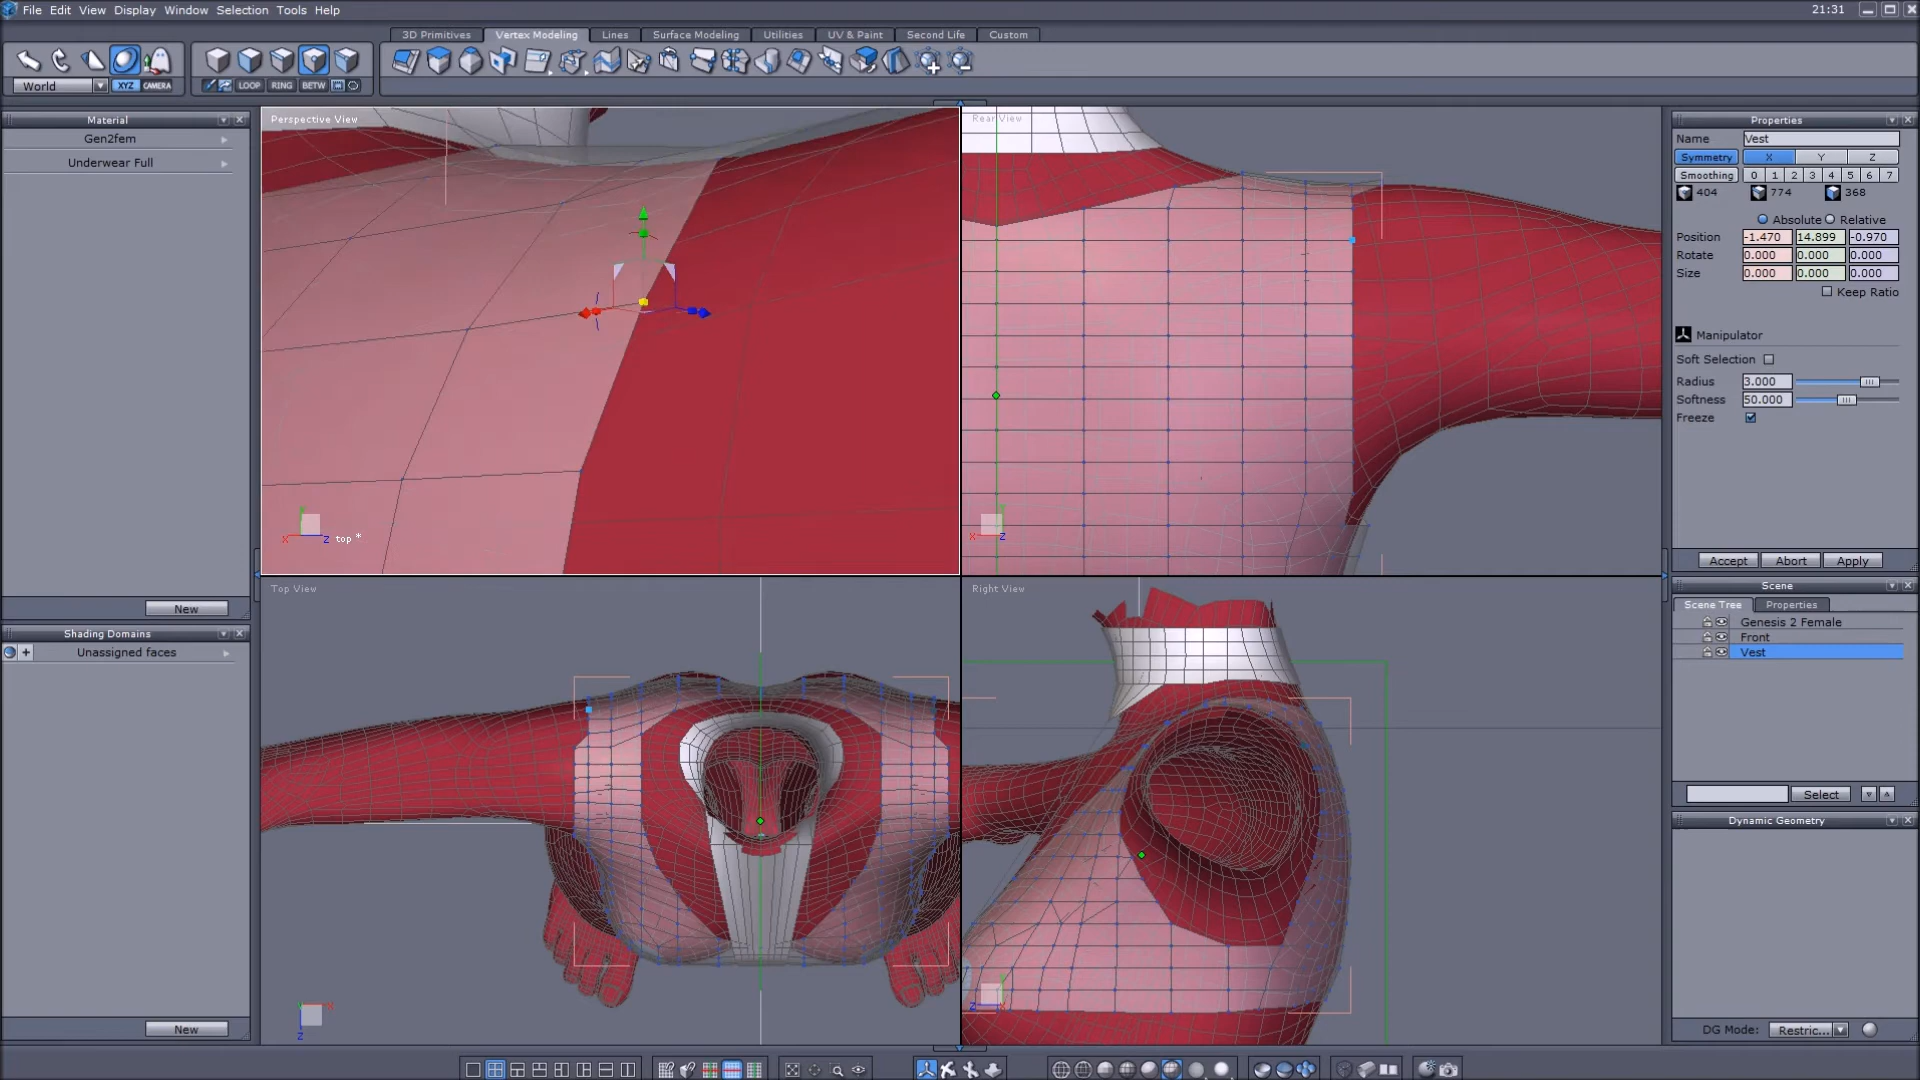 File Edit View Display Window Selection Tools Help
21:31
3D Primitives Vertex Modeling Lines Surface Modeling Utilities UV & Paint Second Life Custom
World XYZ CAMERA LOOP RING BETW
Material
Gen2fem
Underwear Full
New
Shading Domains
Unassigned faces
New
Perspective View
X Z top *
Rear View
X Z
Top View
X
Z
Right View
Y
Z X
Properties
Name Vest
Symmetry X Y Z
Smoothing 0 1 2 3 4 5 6 7
404 774 368
Absolute Relative
Position -1.470 14.899 -0.970
Rotate 0.000 0.000 0.000
Size 0.000 0.000 0.000
Keep Ratio
Manipulator
Soft Selection
Radius 3.000
Softness 50.000
Freeze
Accept Abort Apply
Scene
Scene Tree Properties
Genesis 2 Female
Front
Vest
Select
Dynamic Geometry
DG Mode: Restric...